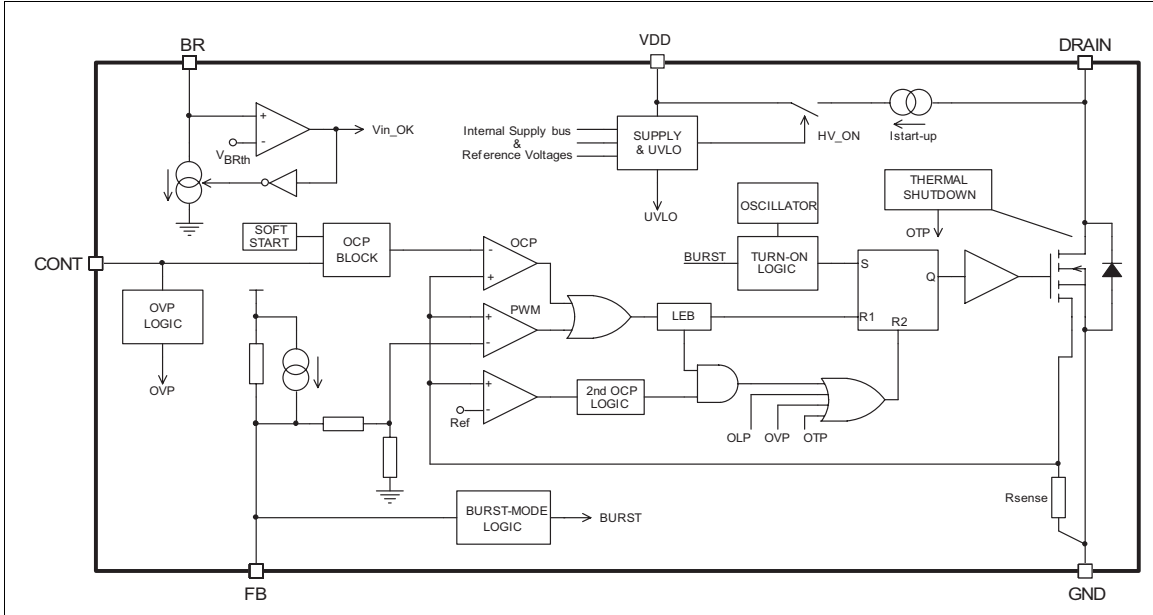 BR
VDD
DRAIN
+
-
Vin_OK
VBRth
Internal Supply bus
&
Reference Voltages
SUPPLY
& UVLO
HV_ON
Istart-up
UVLO
THERMAL
SHUTDOWN
OSCILLATOR
OTP
SOFT
START
OCP
BLOCK
OCP
-
+
BURST
TURN-ON
LOGIC
S
Q
R1
R2
CONT
OVP
LOGIC
OVP
+
PWM
-
LEB
+
-
Ref
2nd OCP
LOGIC
OLP
OVP
OTP
Rsense
BURST-MODE
LOGIC
BURST
FB
GND